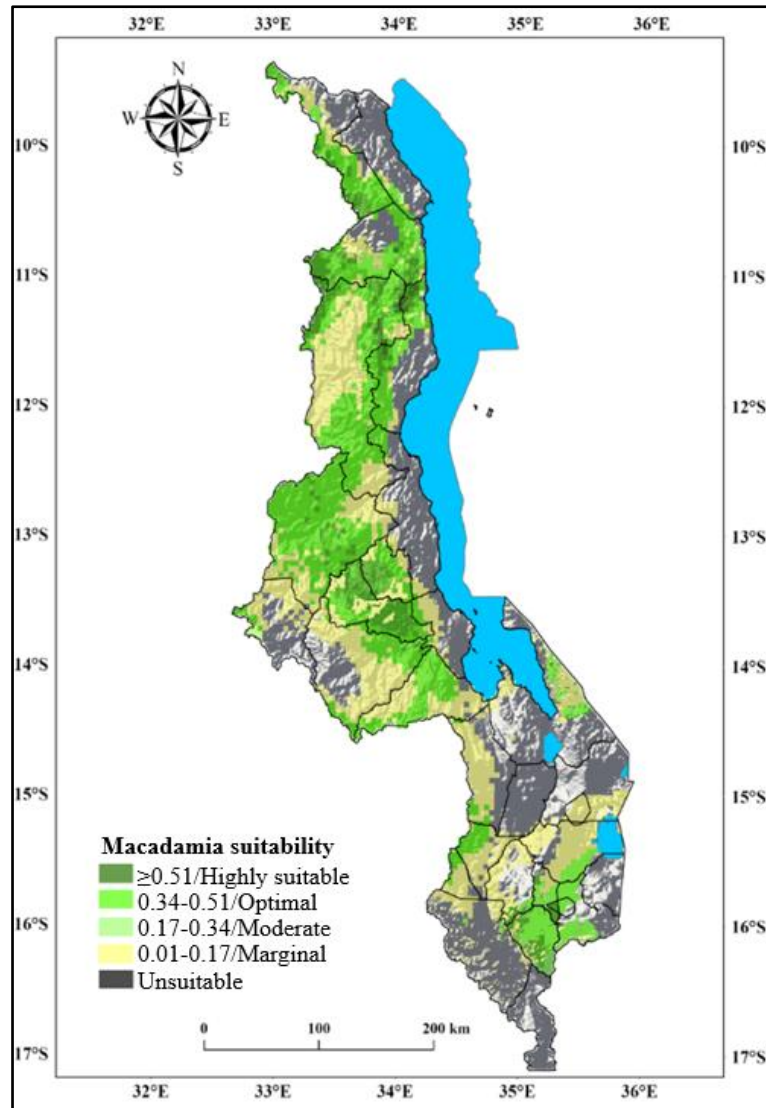 32°E 33°E 34°E 35°E 36°E
N
W E
S
10°S 10°S
11°S 11°S
12°S 12°S
13°S 13°S
14°S 14°S
15°S 15°S
16°S 16°S
17°S 17°S
Macadamia suitability
≥0.51/Highly suitable
0.34-0.51/Optimal
0.17-0.34/Moderate
0.01-0.17/Marginal
Unsuitable
0 100 200 km
32°E 33°E 34°E 35°E 36°E